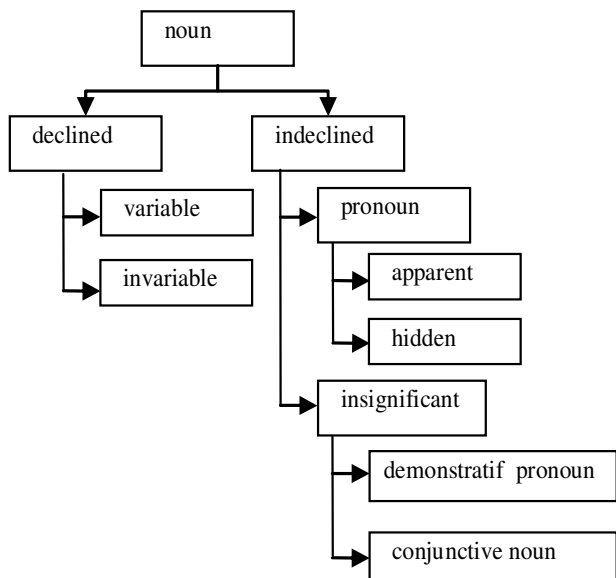 noun
declined
indeclined
variable
invariable
pronoun
apparent
hidden
insignificant
demonstratif pronoun
conjunctive noun